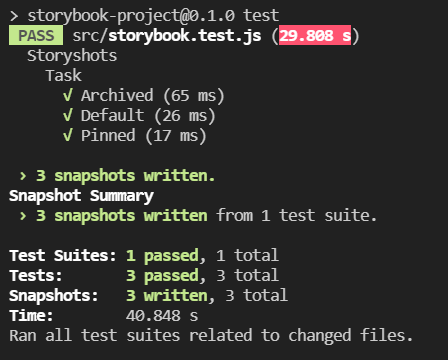 > storybook-project@0.1.0 test
PASS src/storybook.test.js (29.808 s)
Storyshots
Task
√ Archived (65 ms)
√ Default (26 ms)
√ Pinned (17 ms)
› 3 snapshots written.
Snapshot Summary
› 3 snapshots written from 1 test suite.
Test Suites: 1 passed, 1 total
Tests: 3 passed, 3 total
Snapshots: 3 written, 3 total
Time: 40.848 s
Ran all test suites related to changed files.